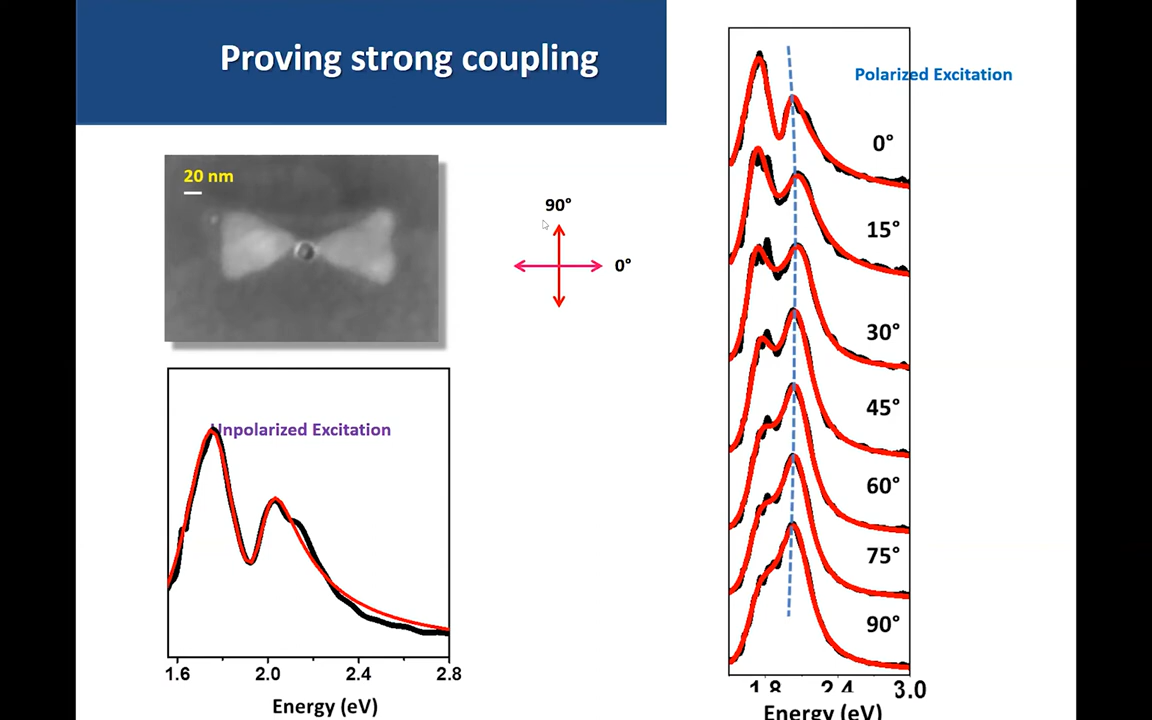 Proving strong coupling
20 nm
90°
0°
Unpolarized Excitation
1.6 2.0 2.4 2.8
Energy (eV)
Polarized Excitation
0°
15°
30°
45°
60°
75°
90°
1.8 2.4 3.0
Energy (eV)